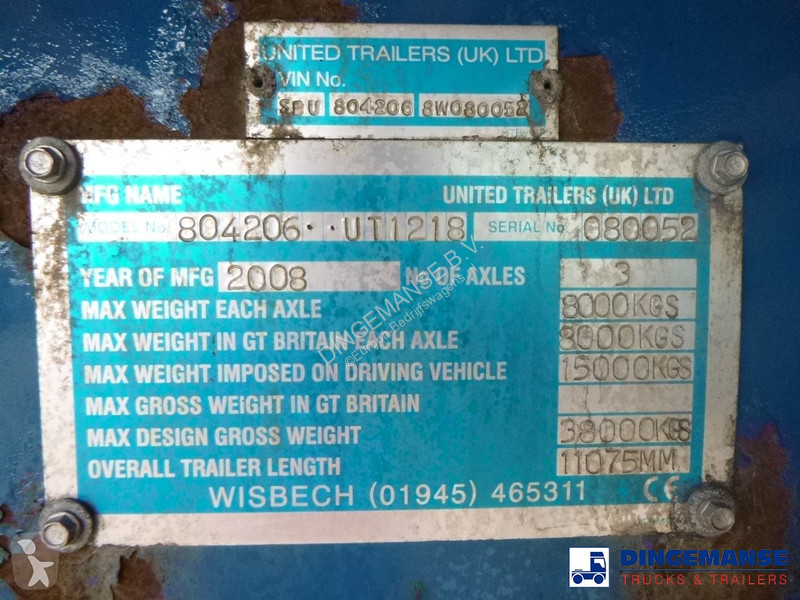 UNITED TRAILERS (UK) LTD
VIN No.
SPU 804206 8W080052
MFG NAME UNITED TRAILERS (UK) LTD
MODEL No. 804206·· UT1218 SERIAL No. 080052
YEAR OF MFG 2008 No OF AXLES 3
MAX WEIGHT EACH AXLE 8000KGS
MAX WEIGHT IN GT BRITAIN EACH AXLE 8000KGS
MAX WEIGHT IMPOSED ON DRIVING VEHICLE 15000KGS
MAX GROSS WEIGHT IN GT BRITAIN
MAX DESIGN GROSS WEIGHT 38000KGS
OVERALL TRAILER LENGTH 11075MM
WISBECH (01945) 465311 CE
DINGEMANSE B.V.
DINGEMANSE
TRUCKS & TRAILERS